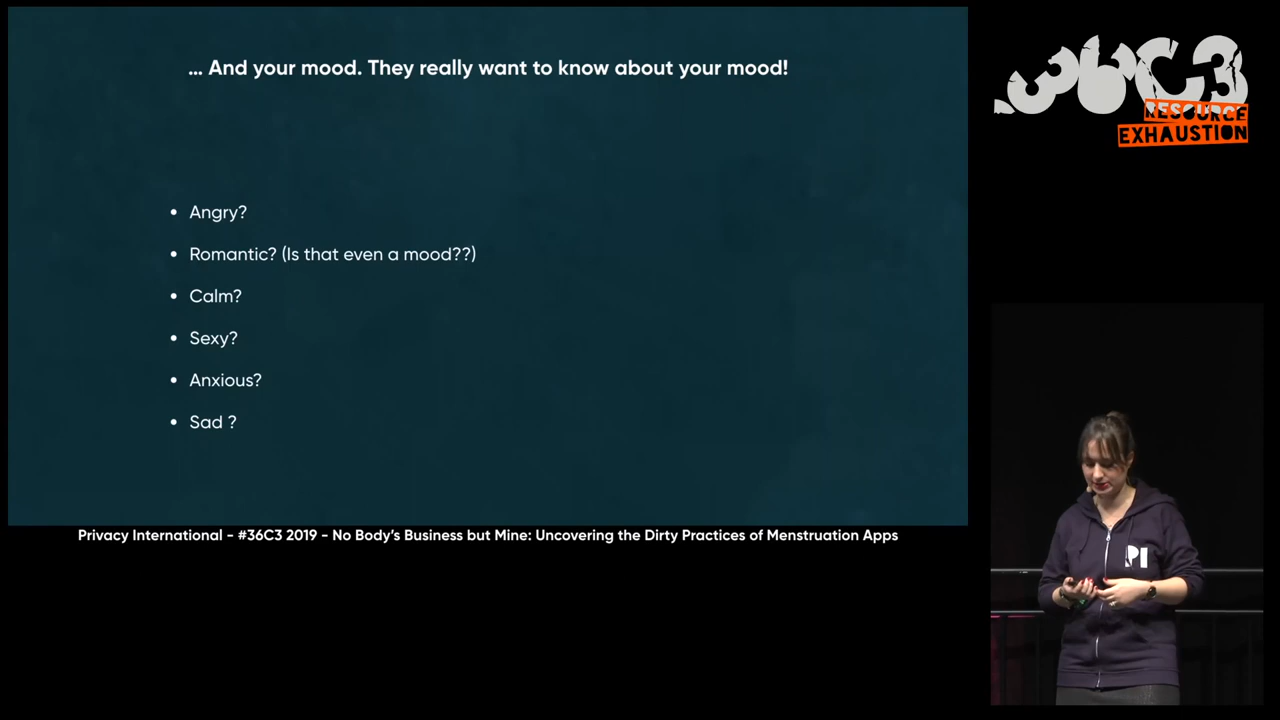 ... And your mood. They really want to know about your mood!
• Angry?
• Romantic? (Is that even a mood??)
• Calm?
• Sexy?
• Anxious?
• Sad ?
Privacy International - #36C3 2019 - No Body's Business but Mine: Uncovering the Dirty Practices of Menstruation Apps
36C3
RESOURCE
EXHAUSTION
PI